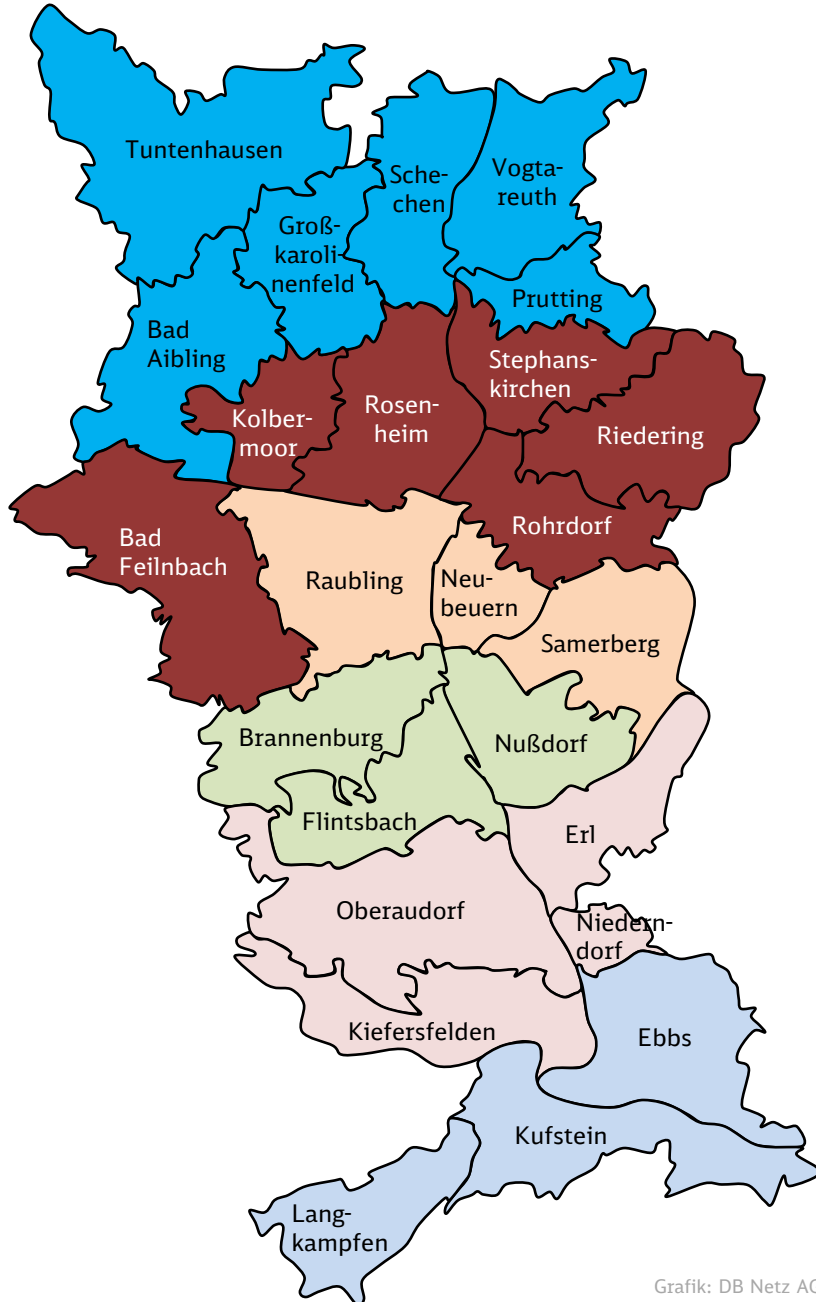 Tuntenhausen
Sche-
chen
Vogta-
reuth
Groß-
karoli-
nenfeld
Prutting
Bad
Aibling
Stephans-
kirchen
Kolber-
moor
Rosen-
heim
Riedering
Bad
Feilnbach
Rohrdorf
Raubling
Neu-
beuern
Samerberg
Brannenburg
Nußdorf
Flintsbach
Erl
Oberaudorf
Niedern-
dorf
Kiefersfelden
Ebbs
Kufstein
Lang-
kampfen
Grafik: DB Netz AG